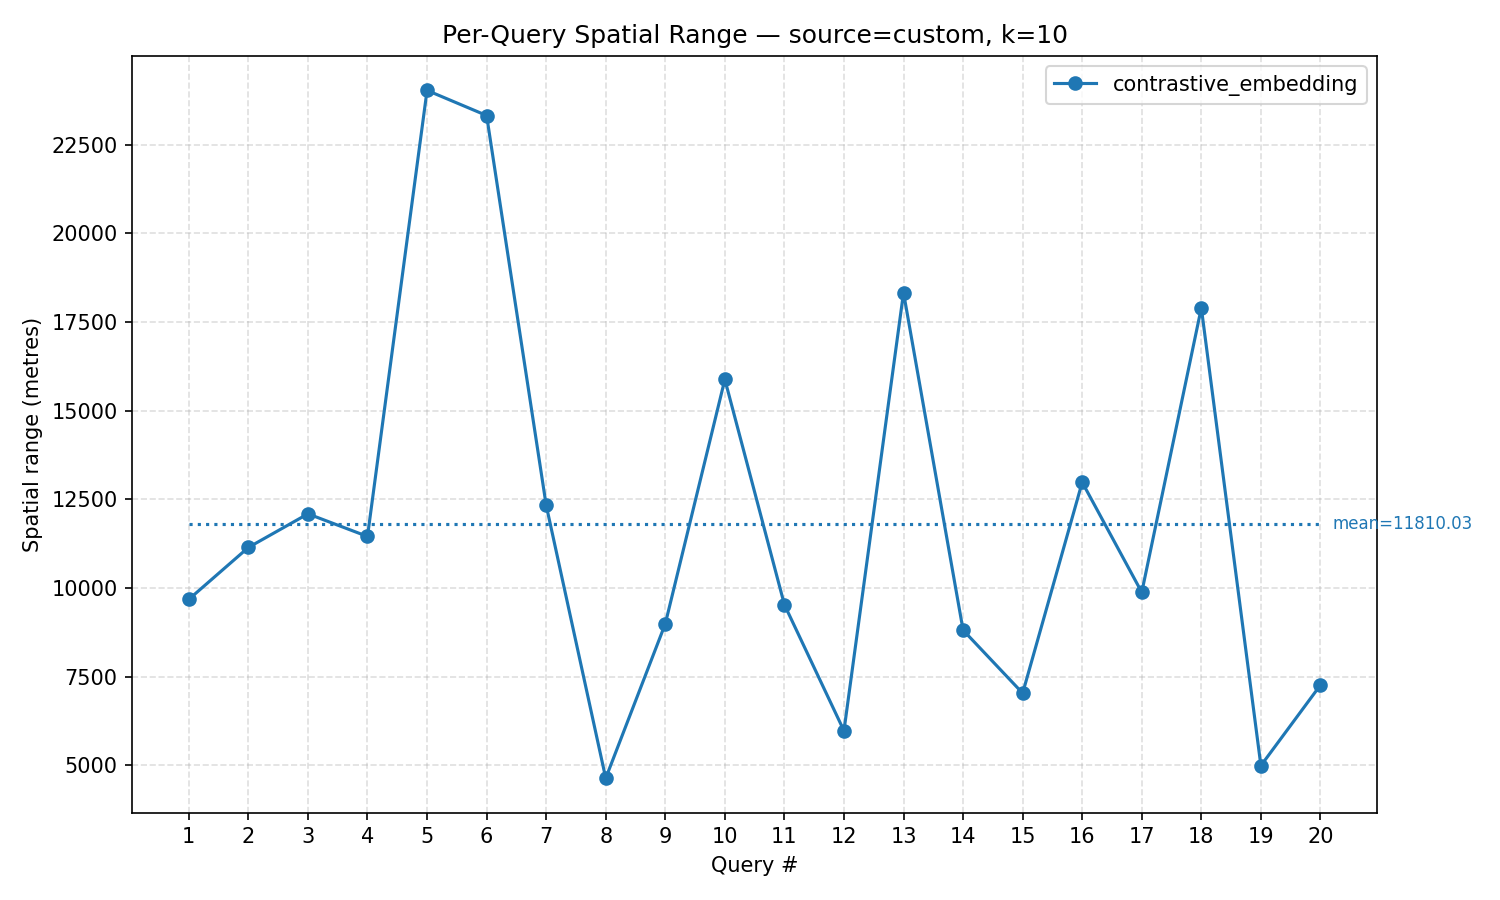 Per-Query Spatial Range — source=custom, k=10
contrastive_embedding
22500
20000
17500
15000
12500
10000
7500
5000
Spatial range (metres)
mean=11810.03
1 2 3 4 5 6 7 8 9 10 11 12 13 14 15 16 17 18 19 20
Query #